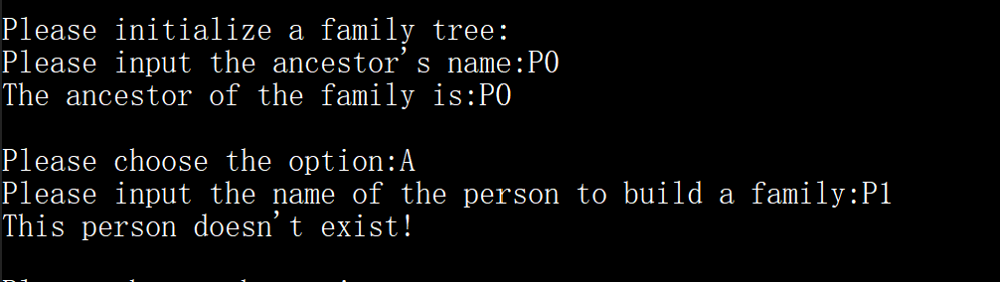 Please initialize a family tree:
Please input the ancestor's name:P0
The ancestor of the family is:P0
Please choose the option:A
Please input the name of the person to build a family:P1
This person doesn't exist!